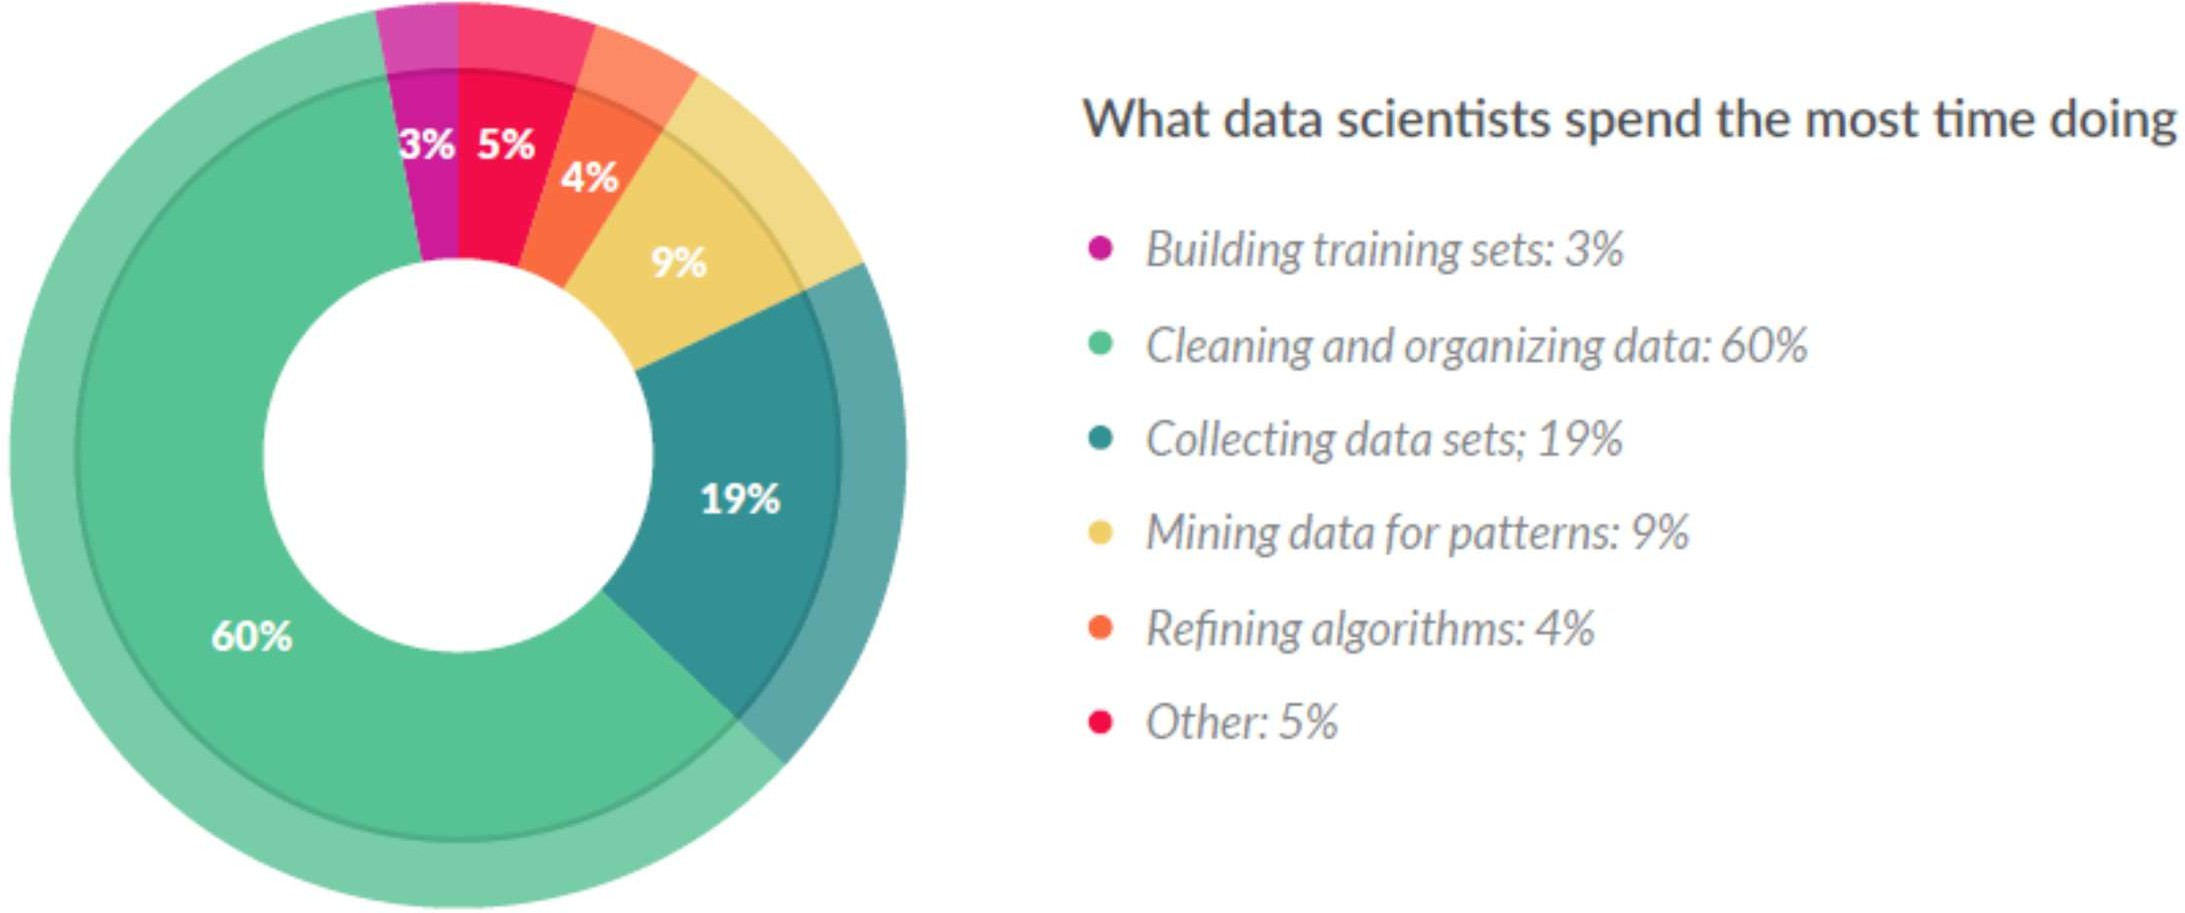 3%
5%
4%
9%
19%
60%
What data scientists spend the most time doing
Building training sets: 3%
Cleaning and organizing data: 60%
Collecting data sets; 19%
Mining data for patterns: 9%
Refining algorithms: 4%
Other: 5%